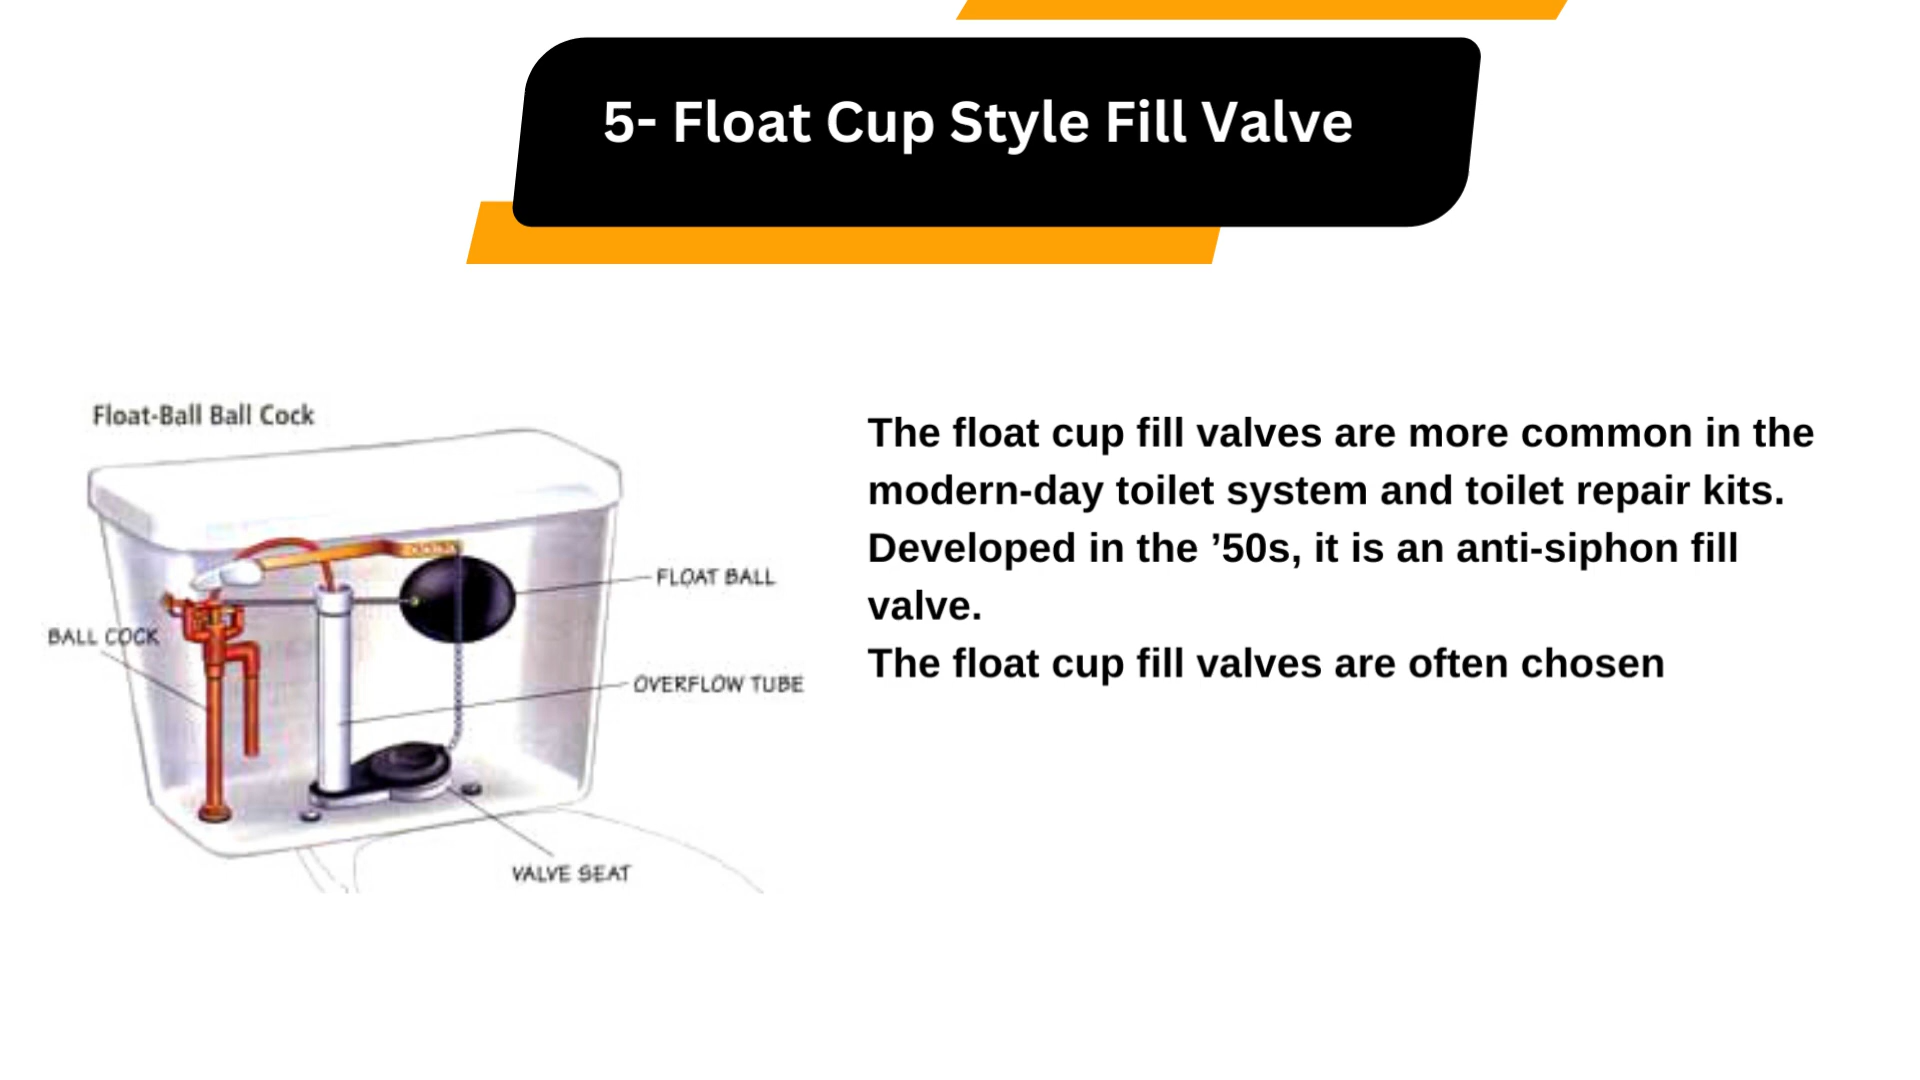 5- Float Cup Style Fill Valve
Float-Ball Ball Cock
FLOAT BALL
BALL COCK
OVERFLOW TUBE
VALVE SEAT
The float cup fill valves are more common in the
modern-day toilet system and toilet repair kits.
Developed in the ’50s, it is an anti-siphon fill
valve.
The float cup fill valves are often chosen